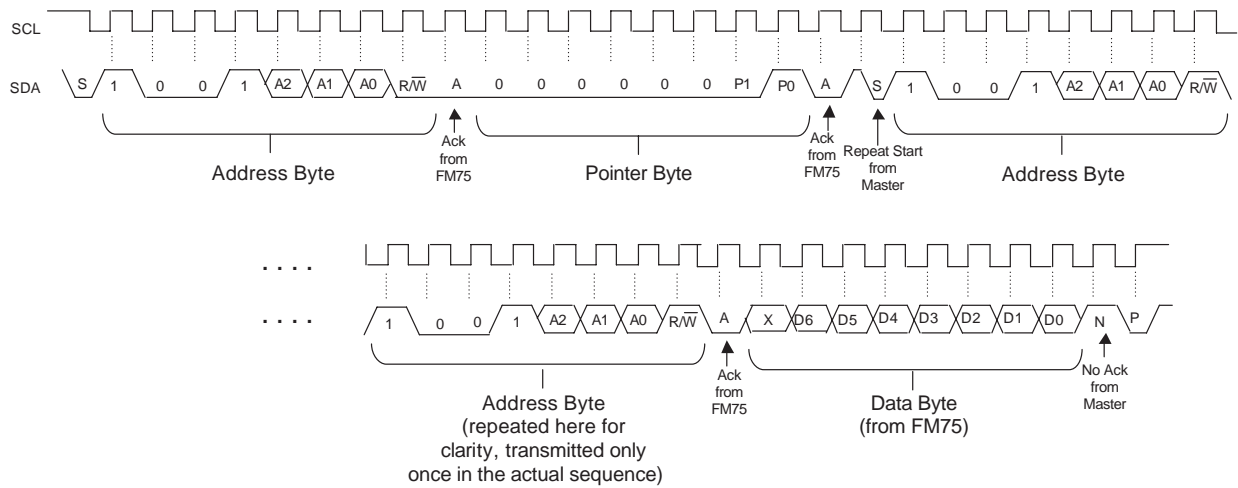 SCL
SDA S 1 0 0 1 A2 A1 A0 R/W̅ A 0 0 0 0 0 0 P1 P0 A S 1 0 0 1 A2 A1 A0 R/W̅
Address Byte
Ack
from
FM75
Pointer Byte
Ack
from
FM75
Repeat Start
from
Master
Address Byte
. . . .
. . . . 1 0 0 1 A2 A1 A0 R/W̅ A X D6 D5 D4 D3 D2 D1 D0 N P
Address Byte
(repeated here for
clarity, transmitted only
once in the actual sequence)
Ack
from
FM75
Data Byte
(from FM75)
No Ack
from
Master